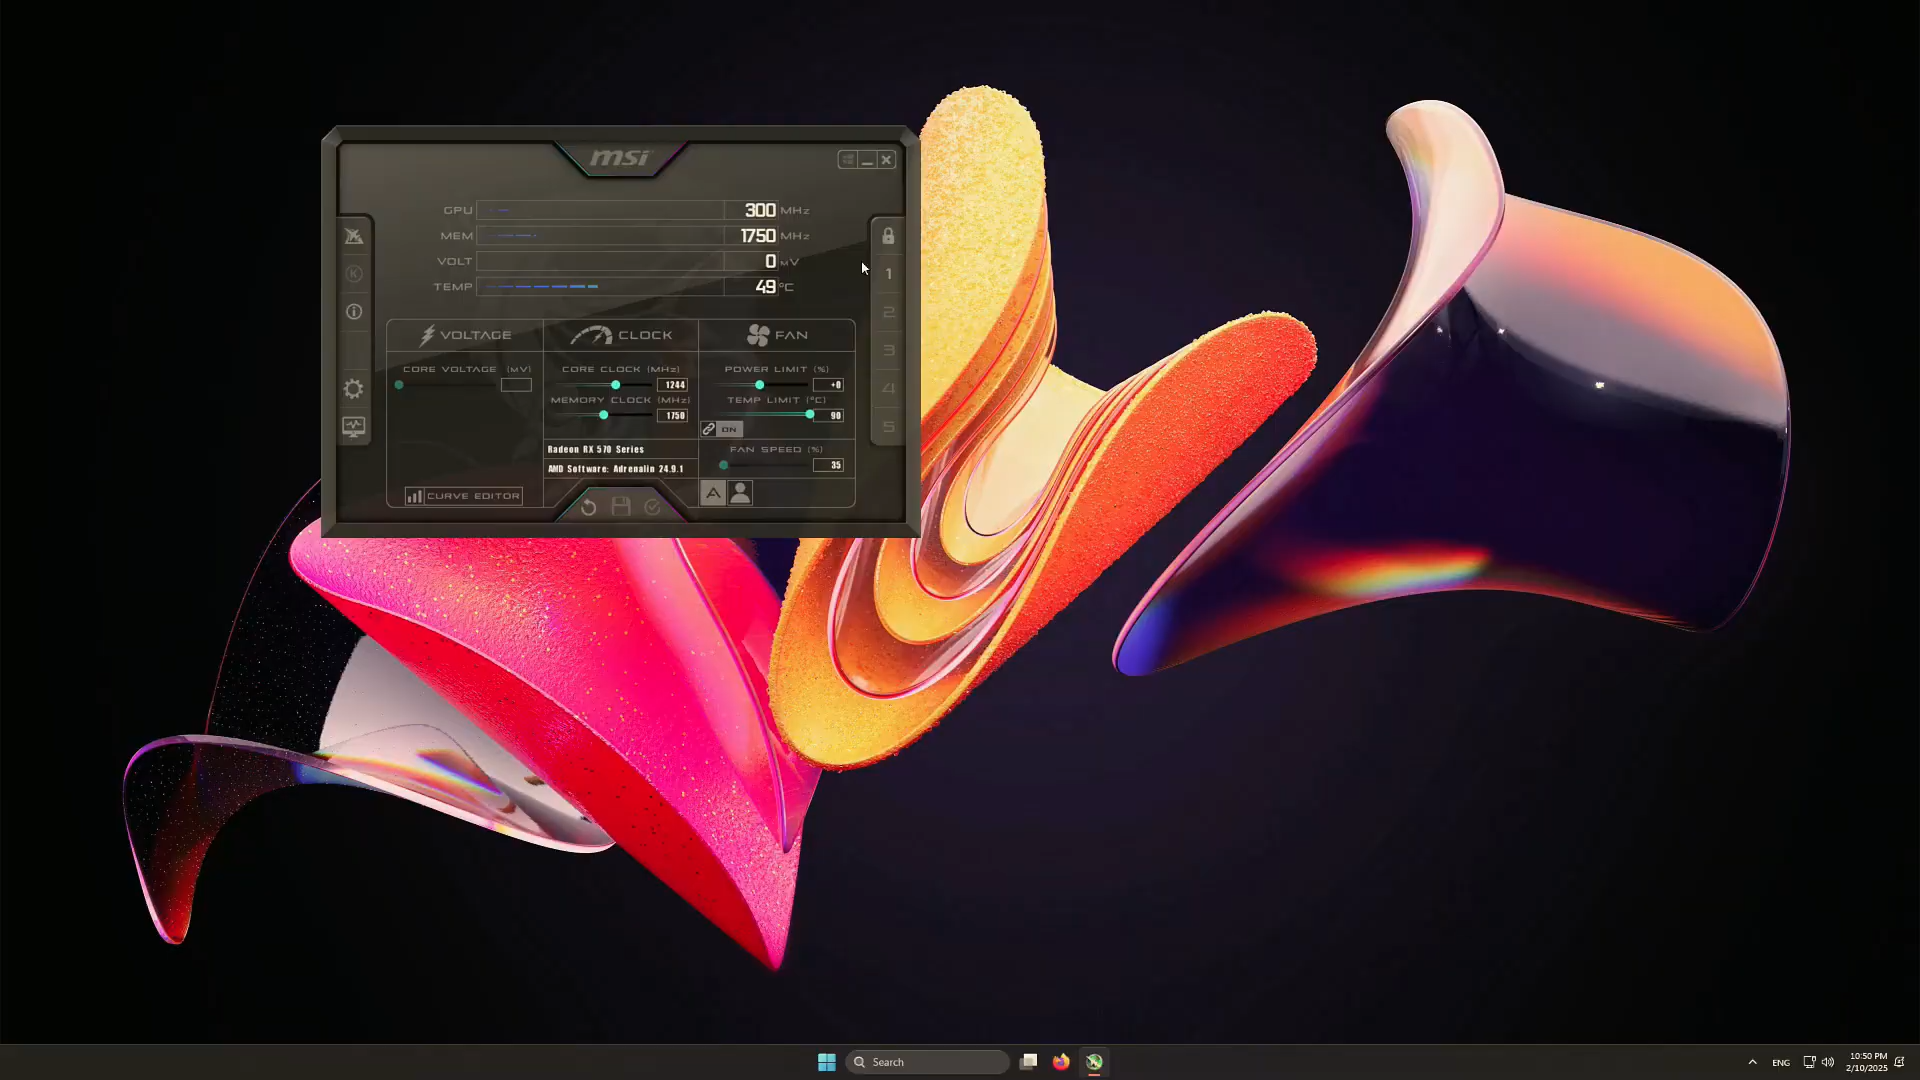 msi
GPU 300 MHz
MEM 1750 MHz
VOLT 0 MV
TEMP 49 °C
1
2
3
4
5
VOLTAGE
CORE VOLTAGE (MV)
CURVE EDITOR
CLOCK
CORE CLOCK (MHz)
1244
MEMORY CLOCK (MHz)
1750
Radeon RX 570 Series
AMD Software: Adrenalin 24.9.1
FAN
POWER LIMIT (%)
+0
TEMP LIMIT (°C)
90
ON
FAN SPEED (%)
35
A
K
Search
ENG
10:50 PM
2/10/2025